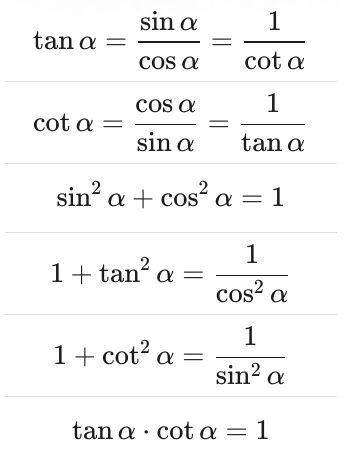 tan α = sin α / cos α = 1 / cot α
cot α = cos α / sin α = 1 / tan α
sin² α + cos² α = 1
1 + tan² α = 1 / cos² α
1 + cot² α = 1 / sin² α
tan α · cot α = 1